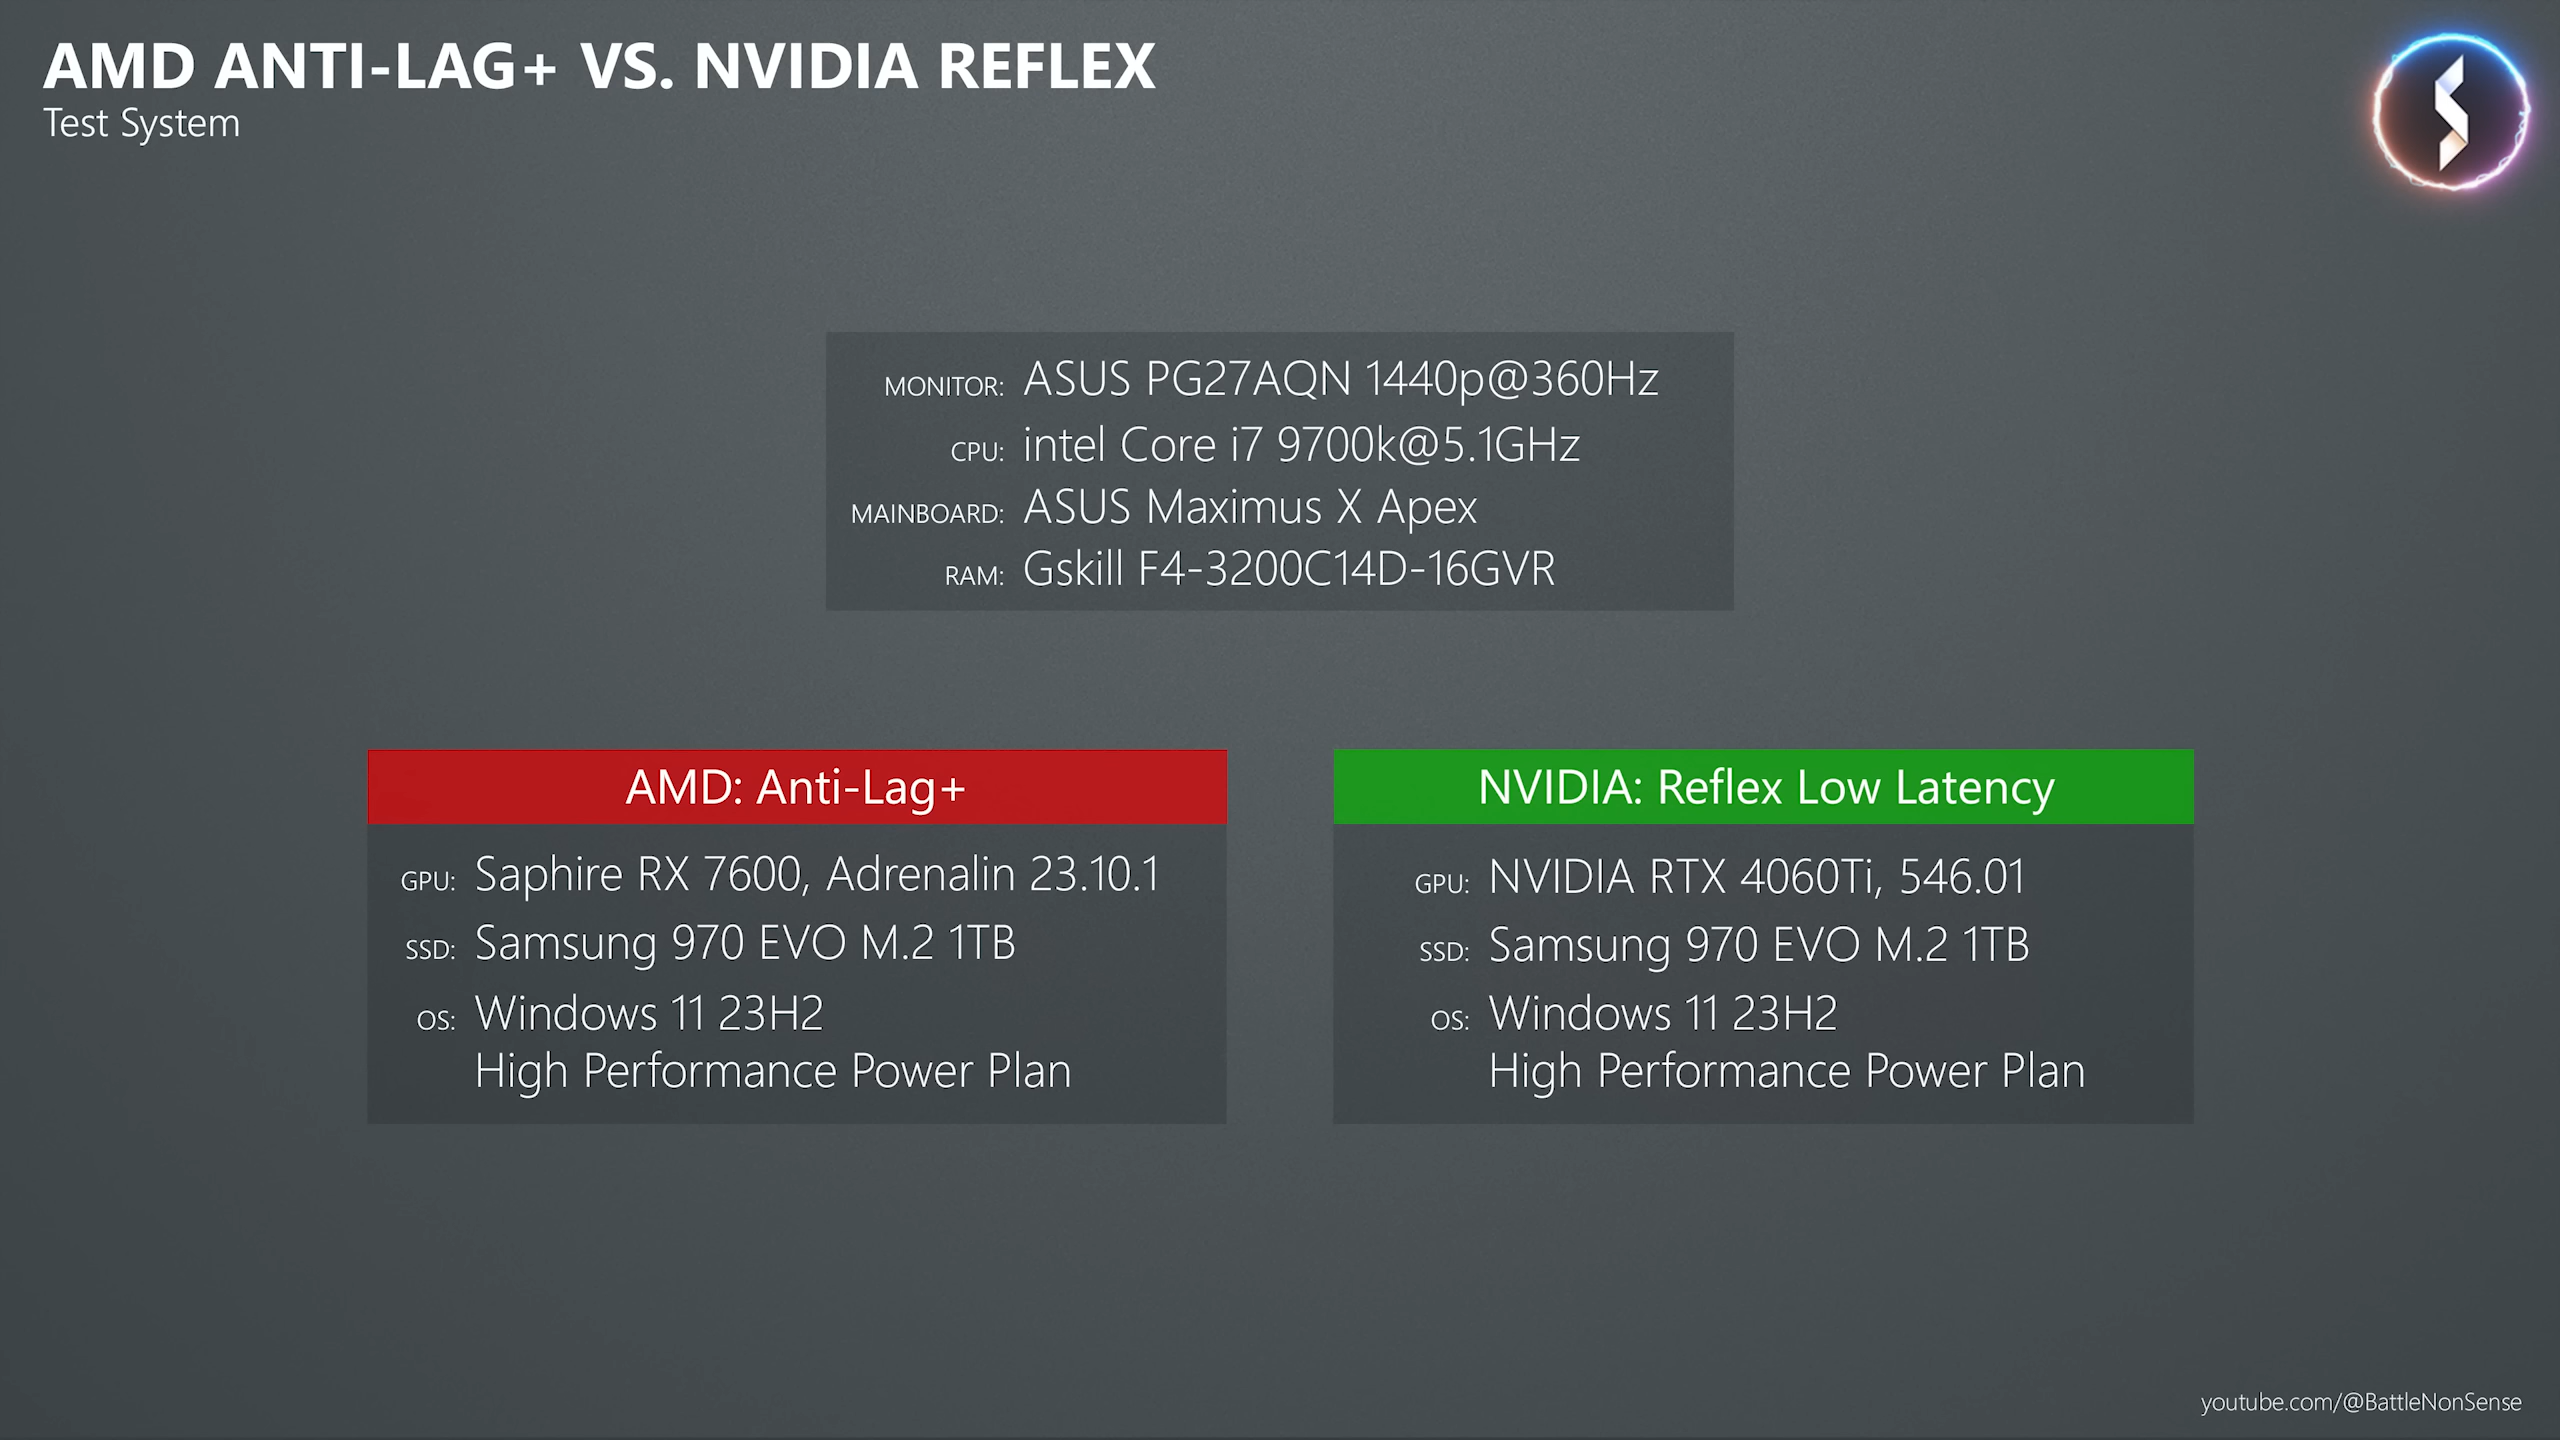 AMD ANTI-LAG+ VS. NVIDIA REFLEX
Test System
MONITOR: ASUS PG27AQN 1440p@360Hz
CPU: intel Core i7 9700k@5.1GHz
MAINBOARD: ASUS Maximus X Apex
RAM: Gskill F4-3200C14D-16GVR
AMD: Anti-Lag+
GPU: Saphire RX 7600, Adrenalin 23.10.1
SSD: Samsung 970 EVO M.2 1TB
OS: Windows 11 23H2
High Performance Power Plan
NVIDIA: Reflex Low Latency
GPU: NVIDIA RTX 4060Ti, 546.01
SSD: Samsung 970 EVO M.2 1TB
OS: Windows 11 23H2
High Performance Power Plan
youtube.com/@BattleNonSense